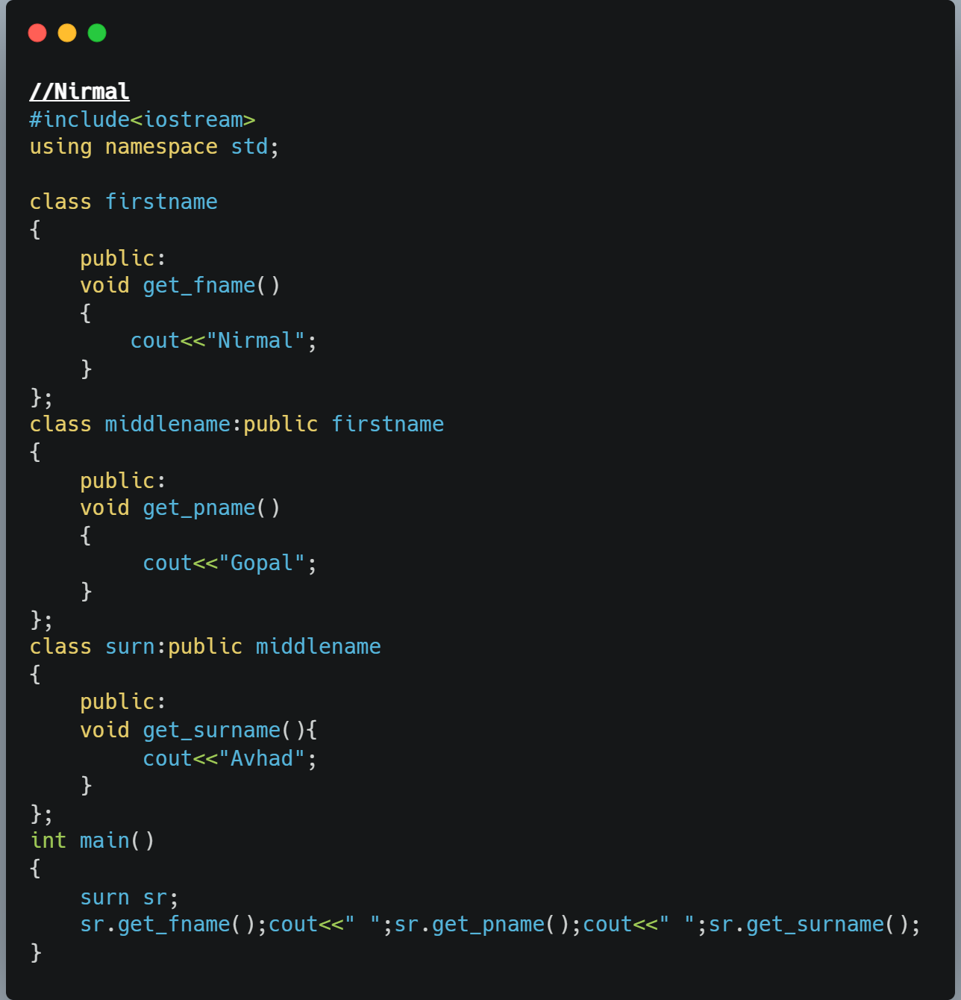 //Nirmal
#include<iostream>
using namespace std;

class firstname
{
    public:
    void get_fname()
    {
        cout<<"Nirmal";
    }
};
class middlename:public firstname
{
    public:
    void get_pname()
    {
         cout<<"Gopal";
    }
};
class surn:public middlename
{
    public:
    void get_surname(){
         cout<<"Avhad";
    }
};
int main()
{
    surn sr;
    sr.get_fname();cout<<" ";sr.get_pname();cout<<" ";sr.get_surname();
}